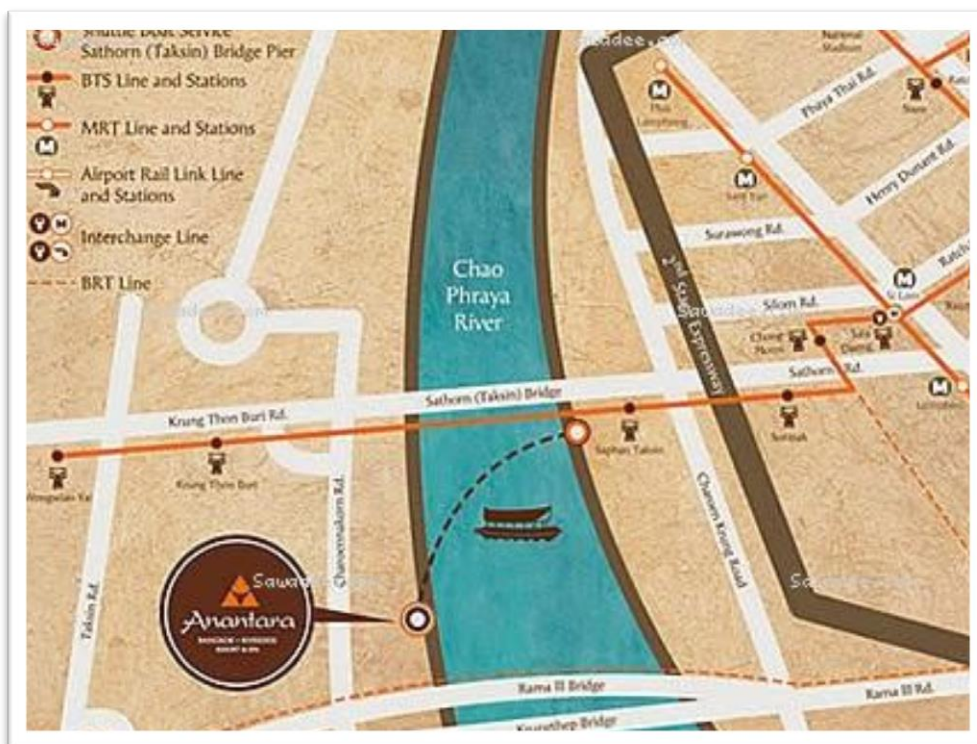 Shuttle Boat Service
Sathorn (Taksin) Bridge Pier
BTS Line and Stations
MRT Line and Stations
M
Airport Rail Link Line
and Stations
Interchange Line
BRT Line
National
Stadium
Phaya Thai Rd.
Siam
M
Hua
Lamphong
Henry Dunant Rd.
M
Sam Yan
Surawong Rd.
Chao
Phraya
River
2nd Stage Expressway
M
Si Lom
Silom Rd.
Chong
Nonsi
Sala
Daeng
Sathorn Rd.
M
Sathorn (Taksin) Bridge
Krung Thon Buri Rd.
Saphan Taksin
Surasak
Wongwian Yai
Krung Thon Buri
Charoennakorn Rd.
Charoen Krung Road
Taksin Rd.
Anantara
BANGKOK RIVERSIDE
RESORT & SPA
Rama III Bridge
Rama III Rd.
Krungthep Bridge